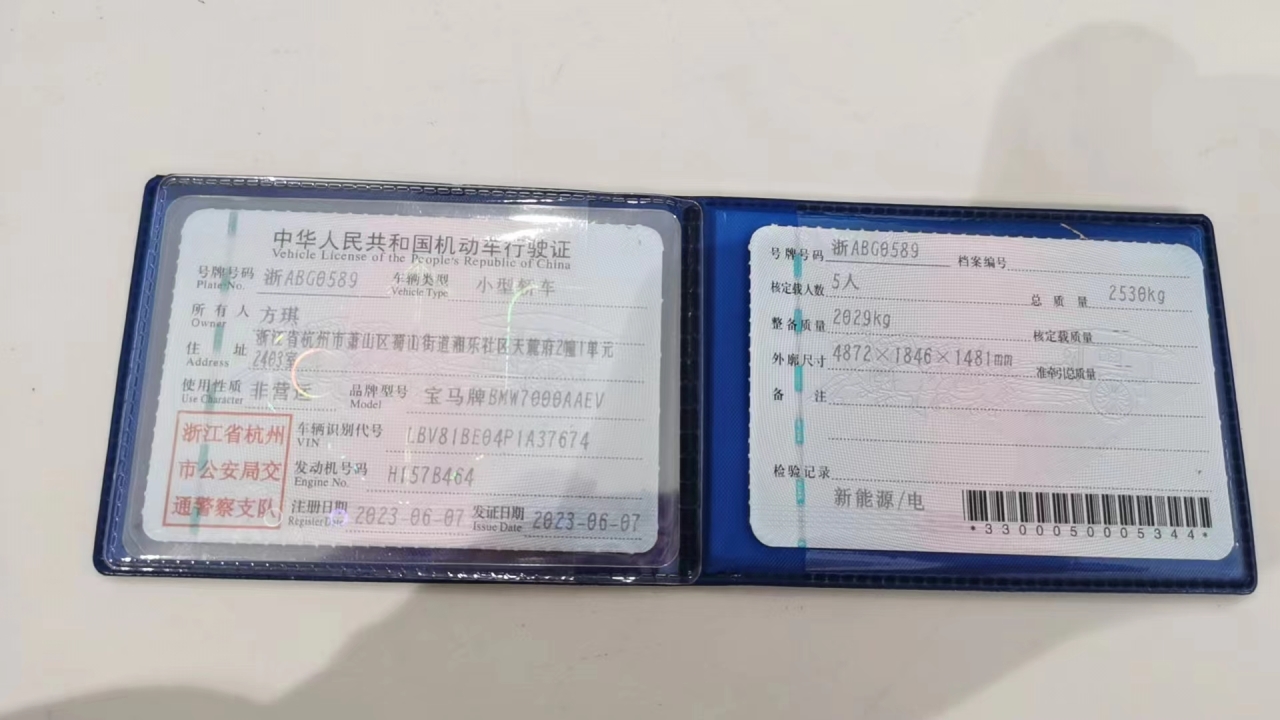 中华人民共和国机动车行驶证
Vehicle License of the People's Republic of China
号牌号码 浙ABG0589 车辆类型 小型轿车
Plate No. Vehicle Type
所有人 方琪
Owner
住址 浙江省杭州市萧山区蜀山街道湘乐社区天麓府2幢1单元
Address 2403室
使用性质 非营运 品牌型号 宝马牌BMW7000AAEV
Use Character Model
浙江省杭州
市公安局交
通警察支队
车辆识别代号 LBV81BE04P1A37674
VIN
发动机号码 H157B464
Engine No.
注册日期 2023-06-07 发证日期 2023-06-07
Register Date Issue Date
号牌号码 浙ABG0589 档案编号
核定载人数 5人 总质量 2530kg
整备质量 2029kg 核定载质量 --
外廓尺寸 4872×1846×1481mm 准牵引总质量 --
备注
检验记录
新能源/电
*3300050005344*